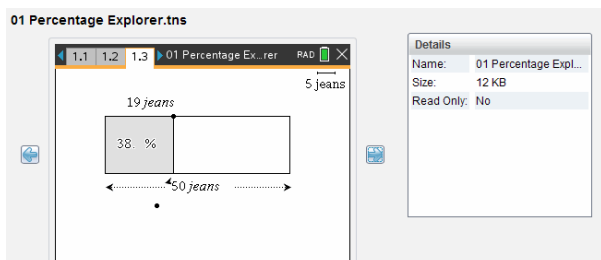 01 Percentage Explorer.tns
1.1 1.2 1.3 01 Percentage Ex...rer RAD
5 jeans
19 jeans
38. %
50 jeans
Details
Name: 01 Percentage Expl...
Size: 12 KB
Read Only: No